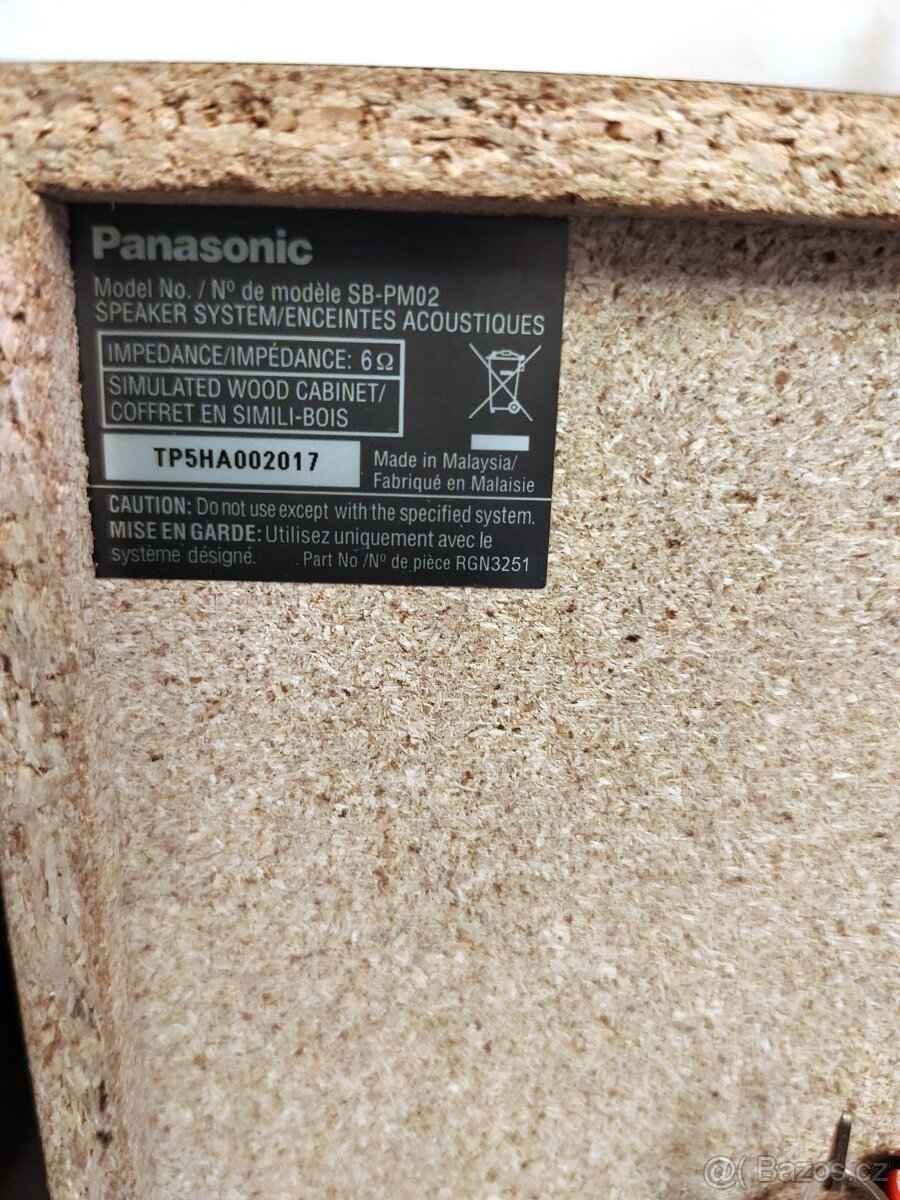 Panasonic
Model No. / Nº de modèle SB-PM02
SPEAKER SYSTEM/ENCEINTES ACOUSTIQUES
IMPEDANCE/IMPÉDANCE: 6Ω
SIMULATED WOOD CABINET/
COFFRET EN SIMILI-BOIS
TP5HA002017
Made in Malaysia/
Fabriqué en Malaisie
CAUTION: Do not use except with the specified system.
MISE EN GARDE: Utilisez uniquement avec le
système désigné.
Part No /Nº de pièce RGN3251
@( Bazos.cz